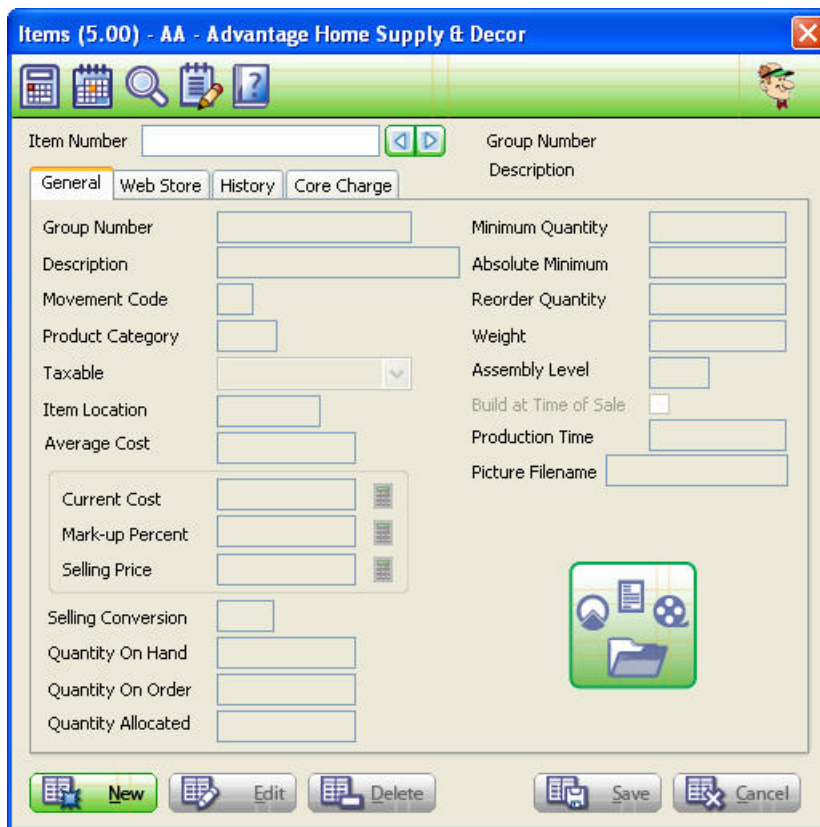 Items (5.00) - AA - Advantage Home Supply & Decor
?
Item Number
Group Number
Description
General
Web Store
History
Core Charge
Group Number
Minimum Quantity
Description
Absolute Minimum
Movement Code
Reorder Quantity
Product Category
Weight
Taxable
Assembly Level
Item Location
Build at Time of Sale
Average Cost
Production Time
Picture Filename
Current Cost
Mark-up Percent
Selling Price
Selling Conversion
Quantity On Hand
Quantity On Order
Quantity Allocated
New
Edit
Delete
Save
Cancel